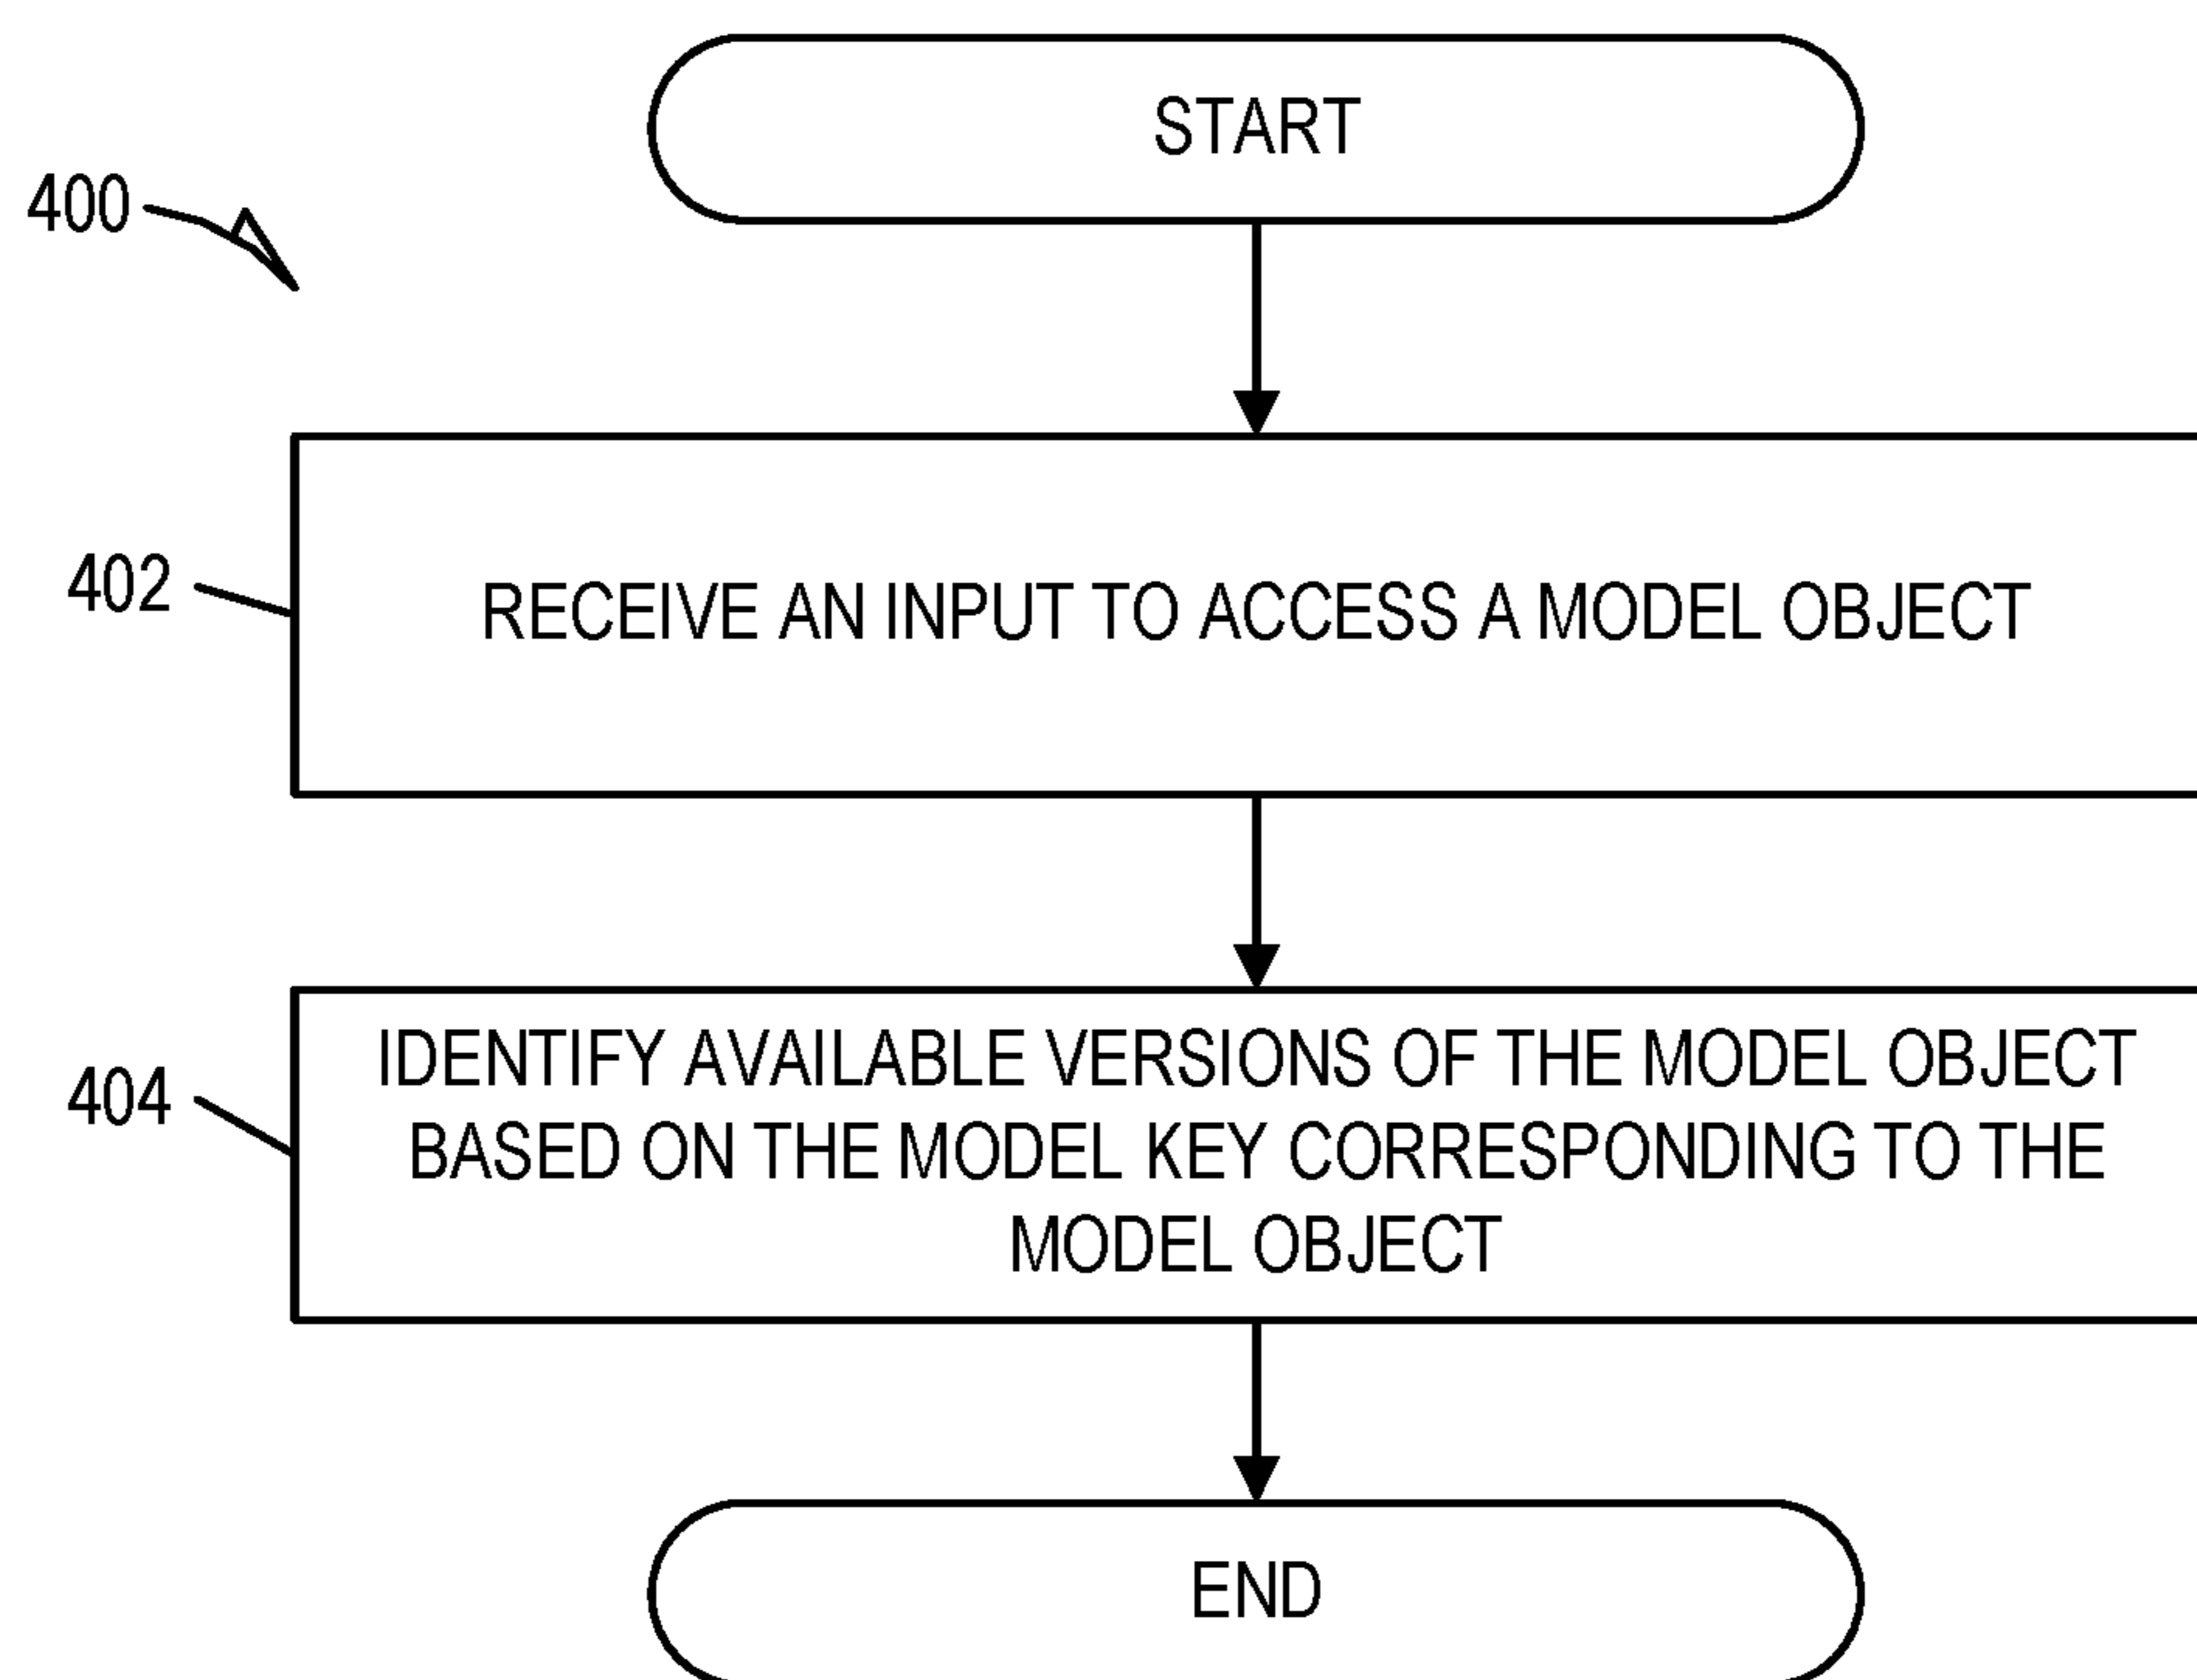 START
400
402
RECEIVE AN INPUT TO ACCESS A MODEL OBJECT
404
IDENTIFY AVAILABLE VERSIONS OF THE MODEL OBJECT
BASED ON THE MODEL KEY CORRESPONDING TO THE
MODEL OBJECT
END